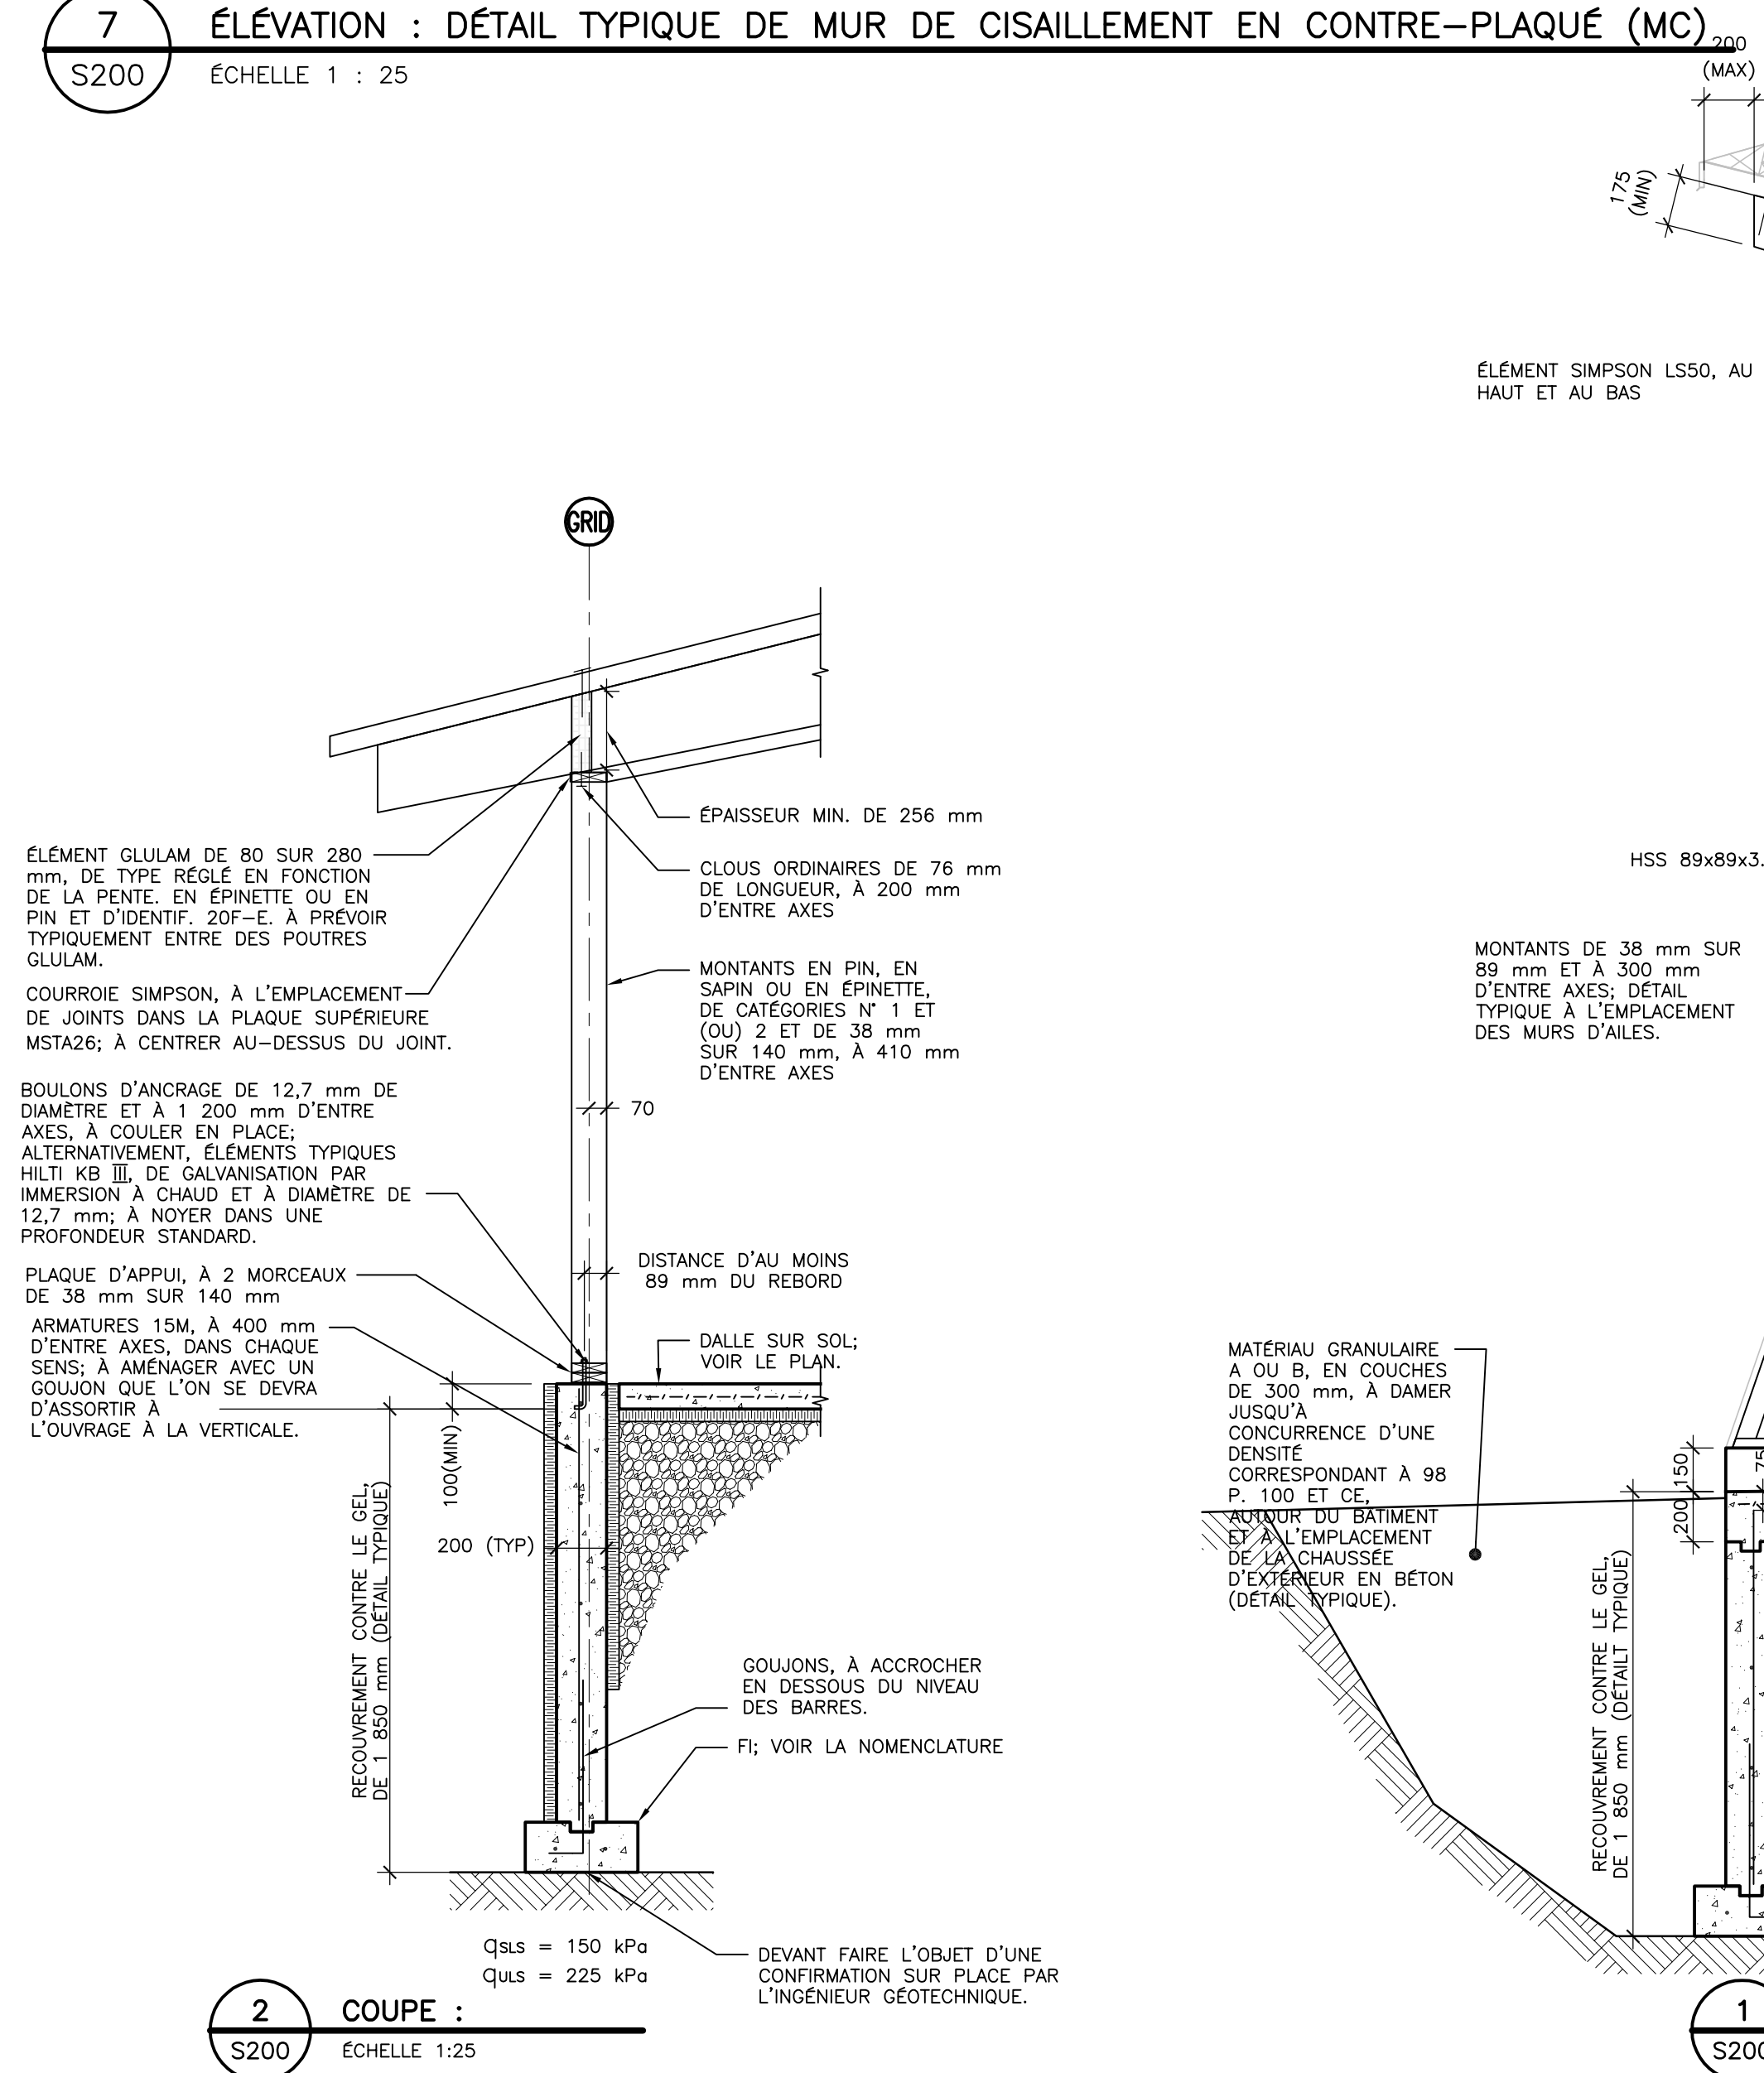 7
S200
ÉLÉVATION : DÉTAIL TYPIQUE DE MUR DE CISAILLEMENT EN CONTRE-PLAQUÉ (MC)
ÉCHELLE 1 : 25
200
(MAX)
175
(MIN)
ÉLÉMENT SIMPSON LS50, AU
HAUT ET AU BAS
GRID
ÉPAISSEUR MIN. DE 256 mm
CLOUS ORDINAIRES DE 76 mm
DE LONGUEUR, À 200 mm
D'ENTRE AXES
MONTANTS EN PIN, EN
SAPIN OU EN ÉPINETTE,
DE CATÉGORIES N° 1 ET
(OU) 2 ET DE 38 mm
SUR 140 mm, À 410 mm
D'ENTRE AXES
70
ÉLÉMENT GLULAM DE 80 SUR 280
mm, DE TYPE RÉGLÉ EN FONCTION
DE LA PENTE. EN ÉPINETTE OU EN
PIN ET D'IDENTIF. 20F-E. À PRÉVOIR
TYPIQUEMENT ENTRE DES POUTRES
GLULAM.
COURROIE SIMPSON, À L'EMPLACEMENT
DE JOINTS DANS LA PLAQUE SUPÉRIEURE
MSTA26; À CENTRER AU-DESSUS DU JOINT.
BOULONS D'ANCRAGE DE 12,7 mm DE
DIAMÈTRE ET À 1 200 mm D'ENTRE
AXES, À COULER EN PLACE;
ALTERNATIVEMENT, ÉLÉMENTS TYPIQUES
HILTI KB III, DE GALVANISATION PAR
IMMERSION À CHAUD ET À DIAMÈTRE DE
12,7 mm; À NOYER DANS UNE
PROFONDEUR STANDARD.
PLAQUE D'APPUI, À 2 MORCEAUX
DE 38 mm SUR 140 mm
ARMATURES 15M, À 400 mm
D'ENTRE AXES, DANS CHAQUE
SENS; À AMÉNAGER AVEC UN
GOUJON QUE L'ON SE DEVRA
D'ASSORTIR À
L'OUVRAGE À LA VERTICALE.
DISTANCE D'AU MOINS
89 mm DU REBORD
DALLE SUR SOL;
VOIR LE PLAN.
100(MIN)
200 (TYP)
RECOUVREMENT CONTRE LE GEL,
DE 1 850 mm (DÉTAIL TYPIQUE)
GOUJONS, À ACCROCHER
EN DESSOUS DU NIVEAU
DES BARRES.
FI; VOIR LA NOMENCLATURE
qSLS = 150 kPa
qULS = 225 kPa
DEVANT FAIRE L'OBJET D'UNE
CONFIRMATION SUR PLACE PAR
L'INGÉNIEUR GÉOTECHNIQUE.
2
S200
COUPE :
ÉCHELLE 1:25
HSS 89x89x3.
MONTANTS DE 38 mm SUR
89 mm ET À 300 mm
D'ENTRE AXES; DÉTAIL
TYPIQUE À L'EMPLACEMENT
DES MURS D'AILES.
MATÉRIAU GRANULAIRE
A OU B, EN COUCHES
DE 300 mm, À DAMER
JUSQU'À
CONCURRENCE D'UNE
DENSITÉ
CORRESPONDANT À 98
P. 100 ET CE,
AUTOUR DU BÂTIMENT
ET À L'EMPLACEMENT
DE LA CHAUSSÉE
D'EXTÉRIEUR EN BÉTON
(DÉTAIL TYPIQUE).
150
200
75
RECOUVREMENT CONTRE LE GEL,
DE 1 850 mm (DÉTAILT TYPIQUE)
1
S200